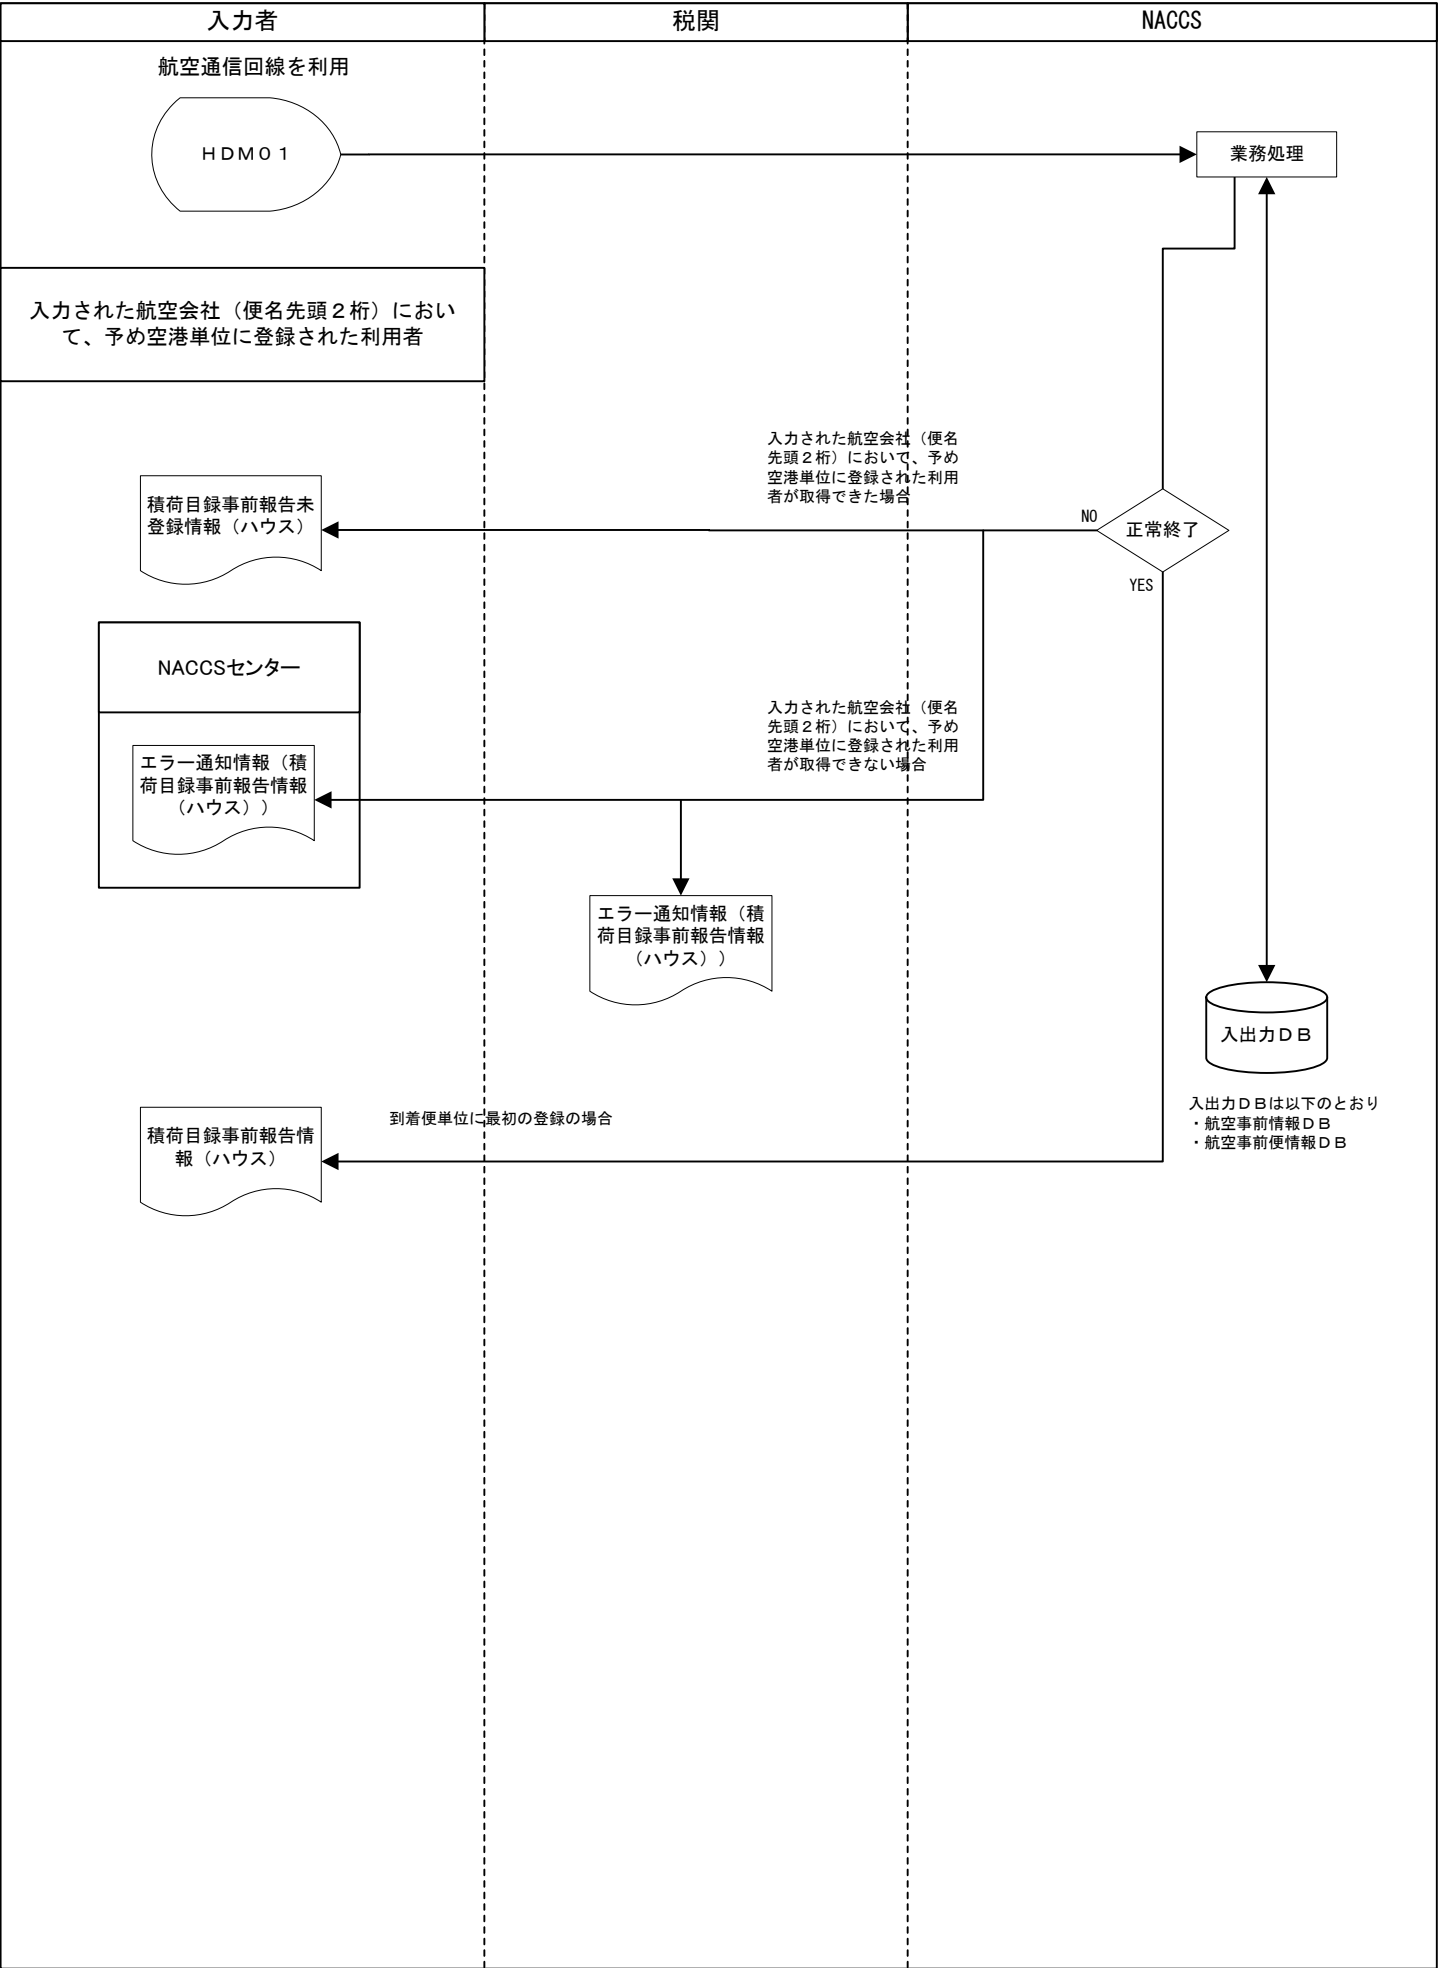 入力者
税関
NACCS
航空通信回線を利用
ＨＤＭ０１
業務処理
入力された航空会社（便名先頭２桁）におい
て、予め空港単位に登録された利用者
入力された航空会社（便名
先頭２桁）において、予め
空港単位に登録された利用
者が取得できた場合
積荷目録事前報告未
登録情報（ハウス）
NO
正常終了
YES
NACCSセンター
入力された航空会社（便名
先頭２桁）において、予め
空港単位に登録された利用
者が取得できない場合
エラー通知情報（積
荷目録事前報告情報
（ハウス））
エラー通知情報（積
荷目録事前報告情報
（ハウス））
入出力ＤＢ
入出力ＤＢは以下のとおり
・航空事前情報ＤＢ
・航空事前便情報ＤＢ
到着便単位に最初の登録の場合
積荷目録事前報告情
報（ハウス）